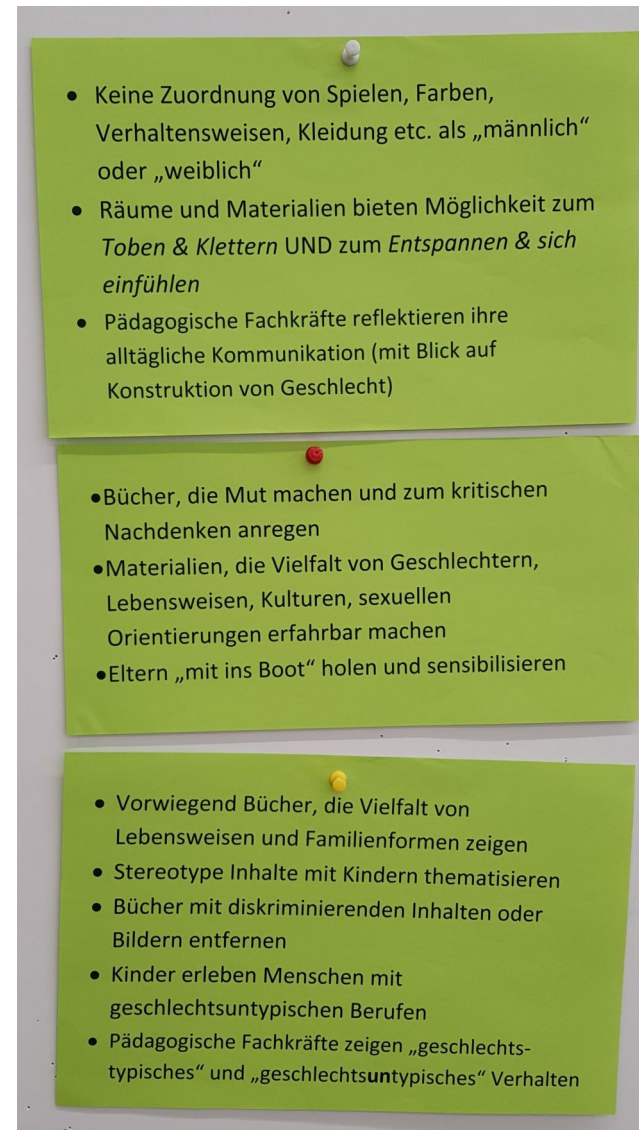 • Keine Zuordnung von Spielen, Farben,
Verhaltensweisen, Kleidung etc. als „männlich“
oder „weiblich“
• Räume und Materialien bieten Möglichkeit zum
Toben & Klettern UND zum Entspannen & sich
einfühlen
• Pädagogische Fachkräfte reflektieren ihre
alltägliche Kommunikation (mit Blick auf
Konstruktion von Geschlecht)
•Bücher, die Mut machen und zum kritischen
Nachdenken anregen
•Materialien, die Vielfalt von Geschlechtern,
Lebensweisen, Kulturen, sexuellen
Orientierungen erfahrbar machen
•Eltern „mit ins Boot“ holen und sensibilisieren
• Vorwiegend Bücher, die Vielfalt von
Lebensweisen und Familienformen zeigen
• Stereotype Inhalte mit Kindern thematisieren
• Bücher mit diskriminierenden Inhalten oder
Bildern entfernen
• Kinder erleben Menschen mit
geschlechtsuntypischen Berufen
• Pädagogische Fachkräfte zeigen „geschlechts-
typisches“ und „geschlechtsuntypisches“ Verhalten